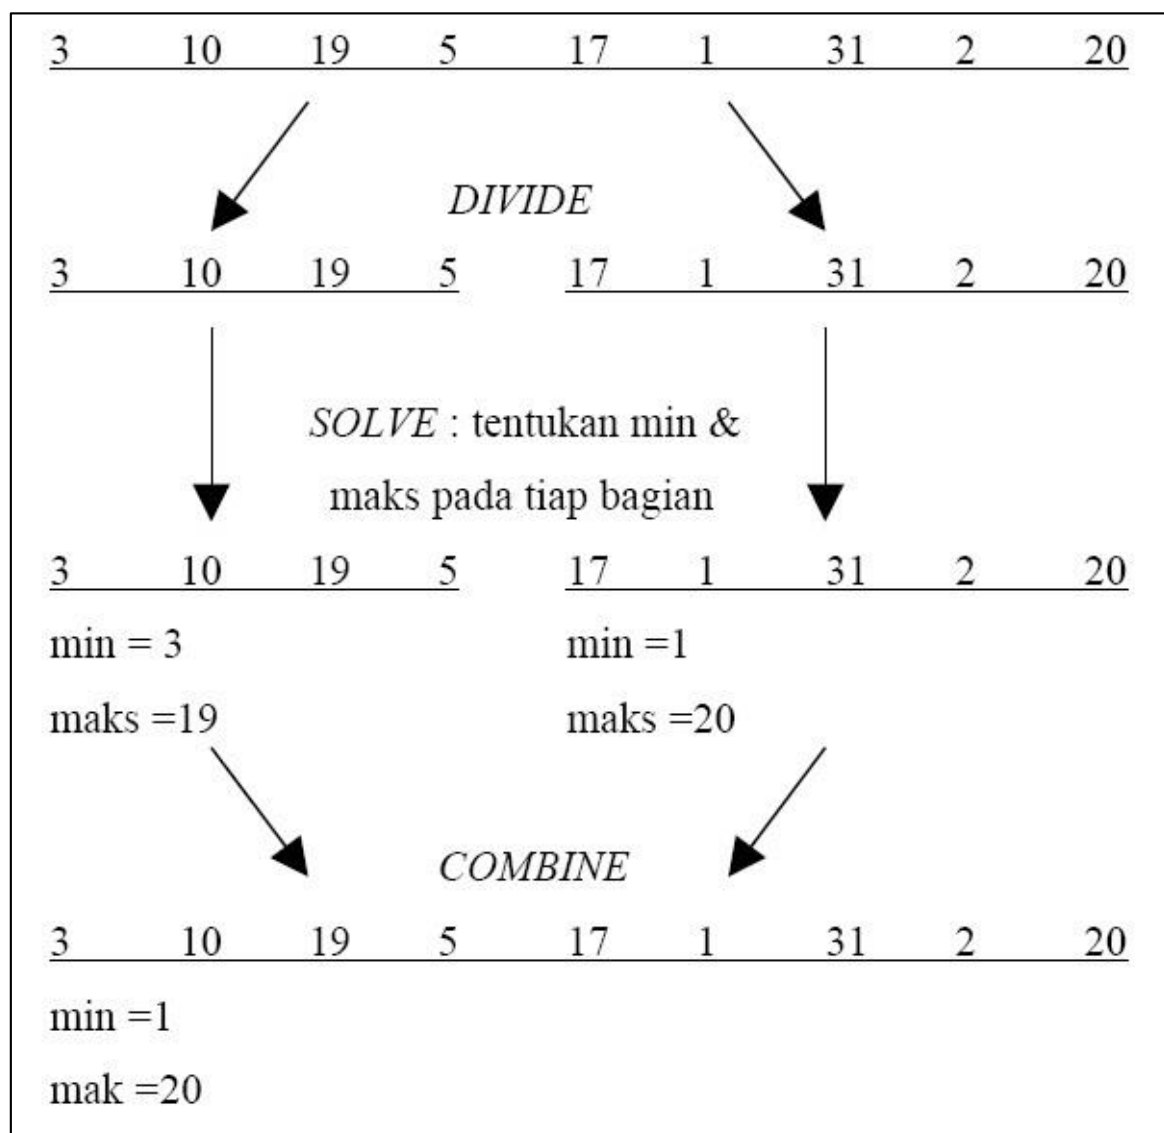 3 10 19 5 17 1 31 2 20
DIVIDE
3 10 19 5 17 1 31 2 20
SOLVE : tentukan min &
maks pada tiap bagian
3 10 19 5 17 1 31 2 20
min = 3 min =1
maks =19 maks =20
COMBINE
3 10 19 5 17 1 31 2 20
min =1
mak =20